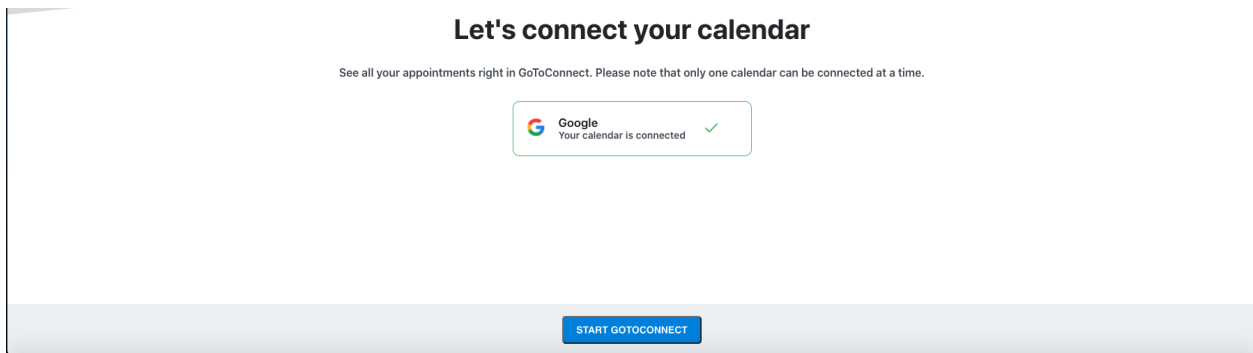 Let's connect your calendar
See all your appointments right in GoToConnect. Please note that only one calendar can be connected at a time.
Google
Your calendar is connected
START GOTOCONNECT